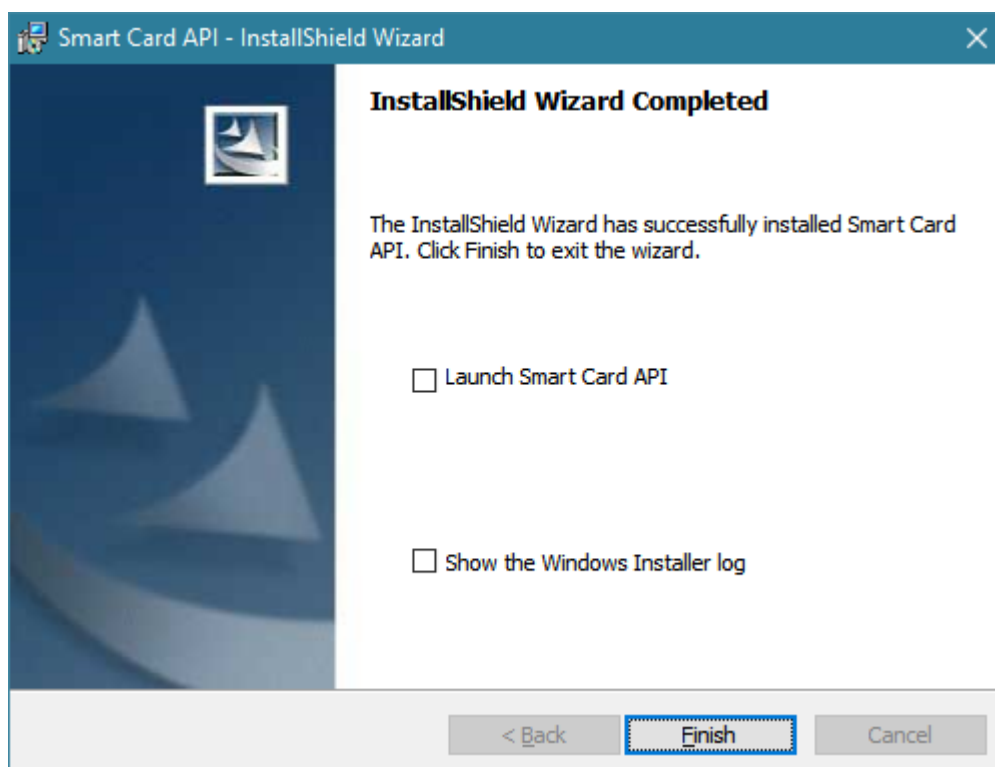 Smart Card API - InstallShield Wizard
InstallShield Wizard Completed
The InstallShield Wizard has successfully installed Smart Card
API. Click Finish to exit the wizard.
Launch Smart Card API
Show the Windows Installer log
< Back
Finish
Cancel